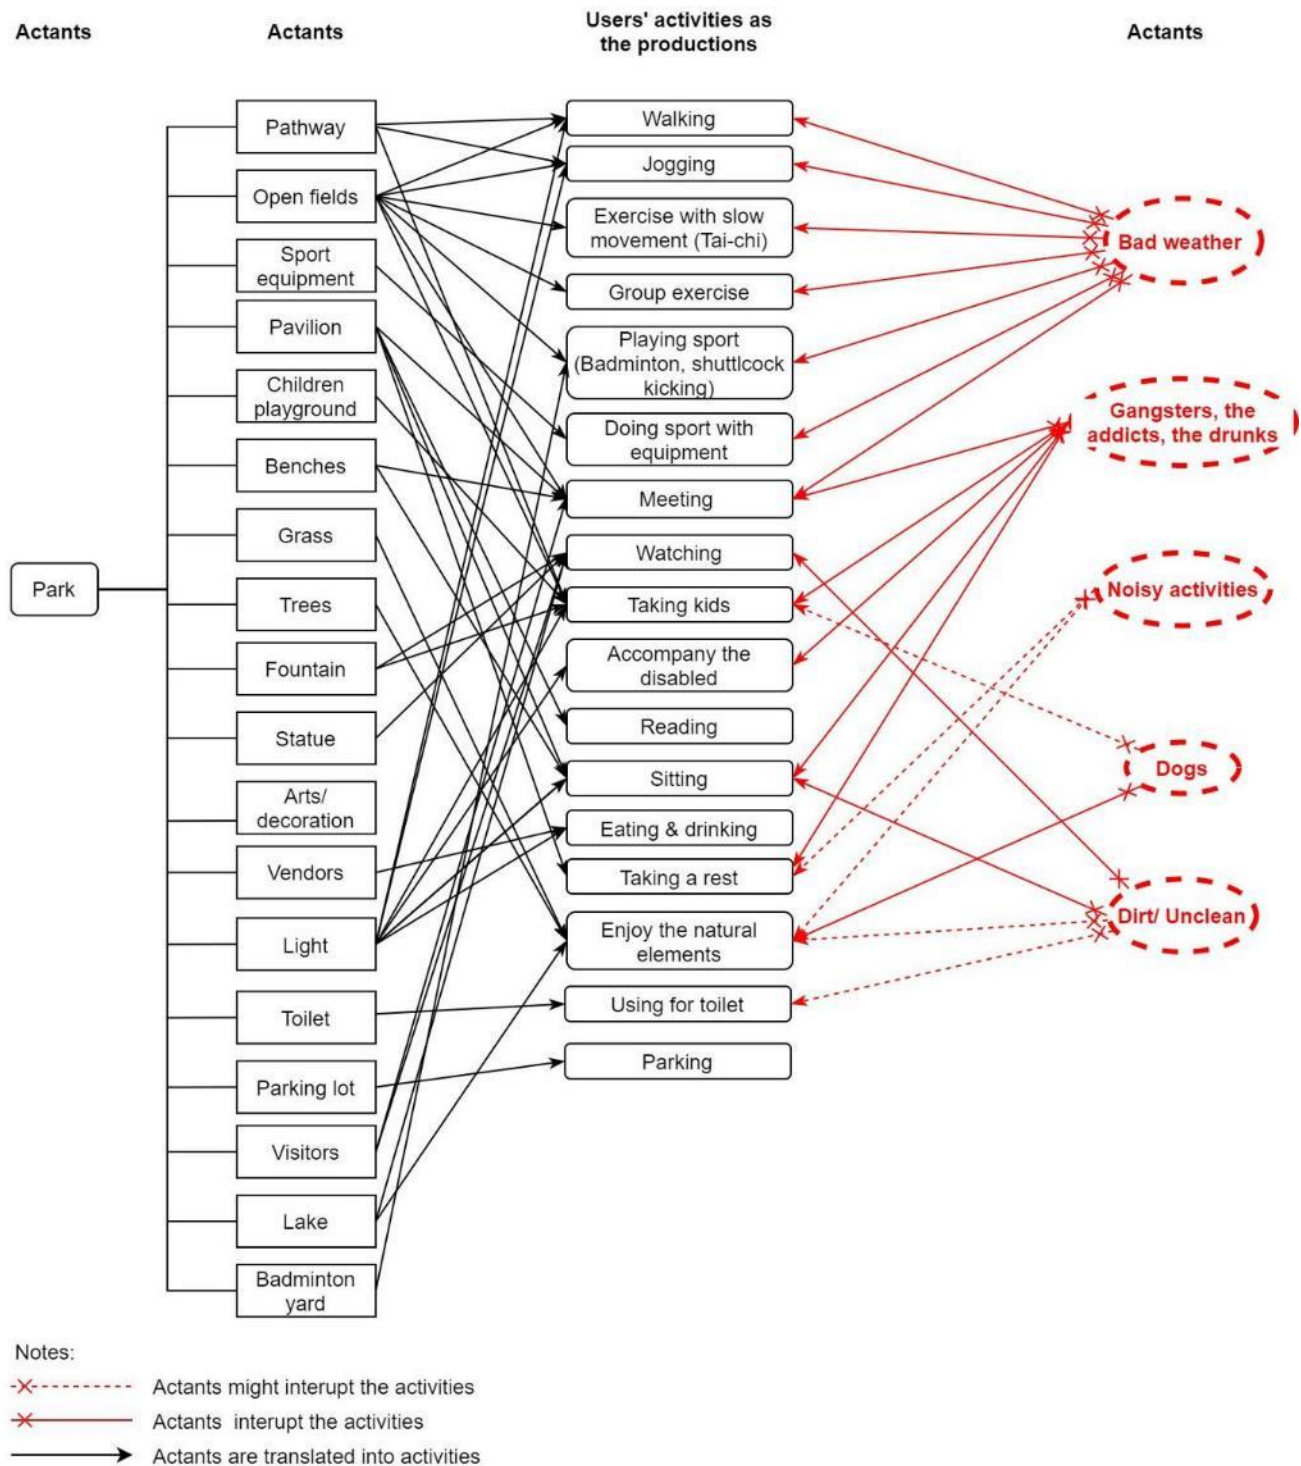 Actants
Actants
Users' activities as
the productions
Actants
Park
Pathway
Open fields
Sport
equipment
Pavilion
Children
playground
Benches
Grass
Trees
Fountain
Statue
Arts/
decoration
Vendors
Light
Toilet
Parking lot
Visitors
Lake
Badminton
yard
Walking
Jogging
Exercise with slow
movement (Tai-chi)
Group exercise
Playing sport
(Badminton, shuttlcock
kicking)
Doing sport with
equipment
Meeting
Watching
Taking kids
Accompany the
disabled
Reading
Sitting
Eating & drinking
Taking a rest
Enjoy the natural
elements
Using for toilet
Parking
Bad weather
Gangsters, the
addicts, the drunks
Noisy activities
Dogs
Dirt/ Unclean
Notes:
Actants might interupt the activities
Actants interupt the activities
Actants are translated into activities